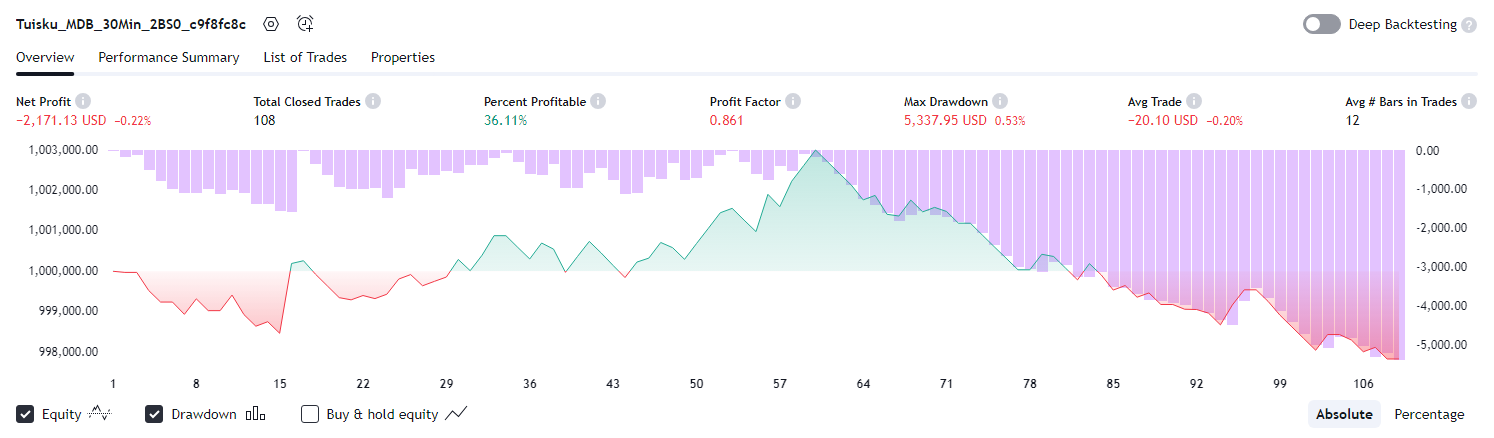 Tuisku_MDB_30Min_2BS0_c9f8fc8c Deep Backtesting ?
Overview Performance Summary List of Trades Properties
Net Profit i Total Closed Trades i Percent Profitable i Profit Factor i Max Drawdown i Avg Trade i Avg # Bars in Trades i
−2,171.13 USD −0.22% 108 36.11% 0.861 5,337.95 USD 0.53% −20.10 USD −0.20% 12
1,003,000.00 0.00
1,002,000.00 -1,000.00
1,001,000.00 -2,000.00
1,000,000.00 -3,000.00
999,000.00 -4,000.00
998,000.00 -5,000.00
1 8 15 22 29 36 43 50 57 64 71 78 85 92 99 106
Equity Drawdown Buy & hold equity Absolute Percentage